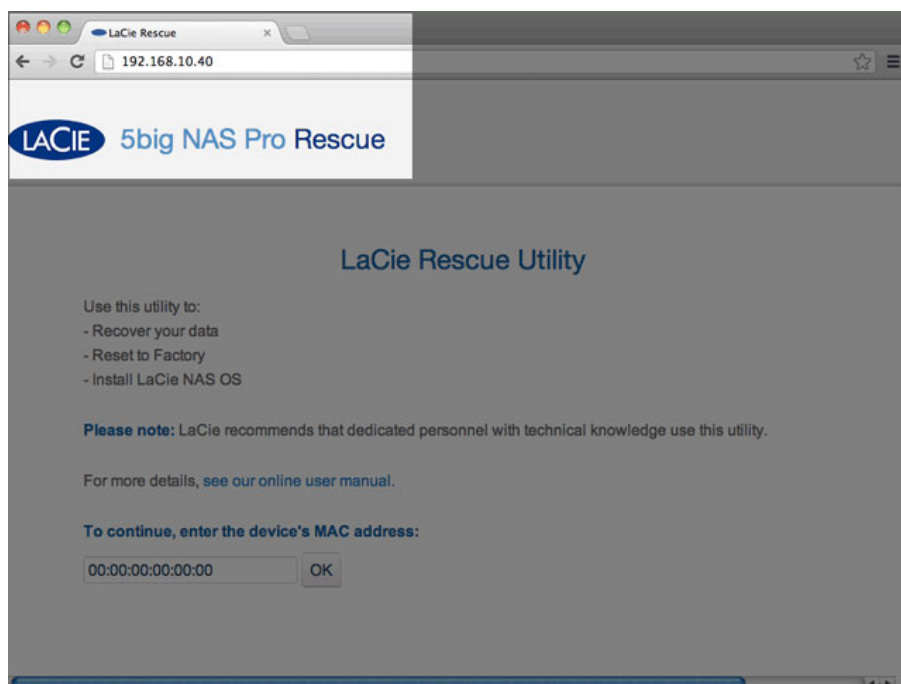 LaCie Rescue
192.168.10.40
LACIE 5big NAS Pro Rescue
LaCie Rescue Utility
Use this utility to:
- Recover your data
- Reset to Factory
- Install LaCie NAS OS
Please note: LaCie recommends that dedicated personnel with technical knowledge use this utility.
For more details, see our online user manual.
To continue, enter the device's MAC address:
00:00:00:00:00:00 OK